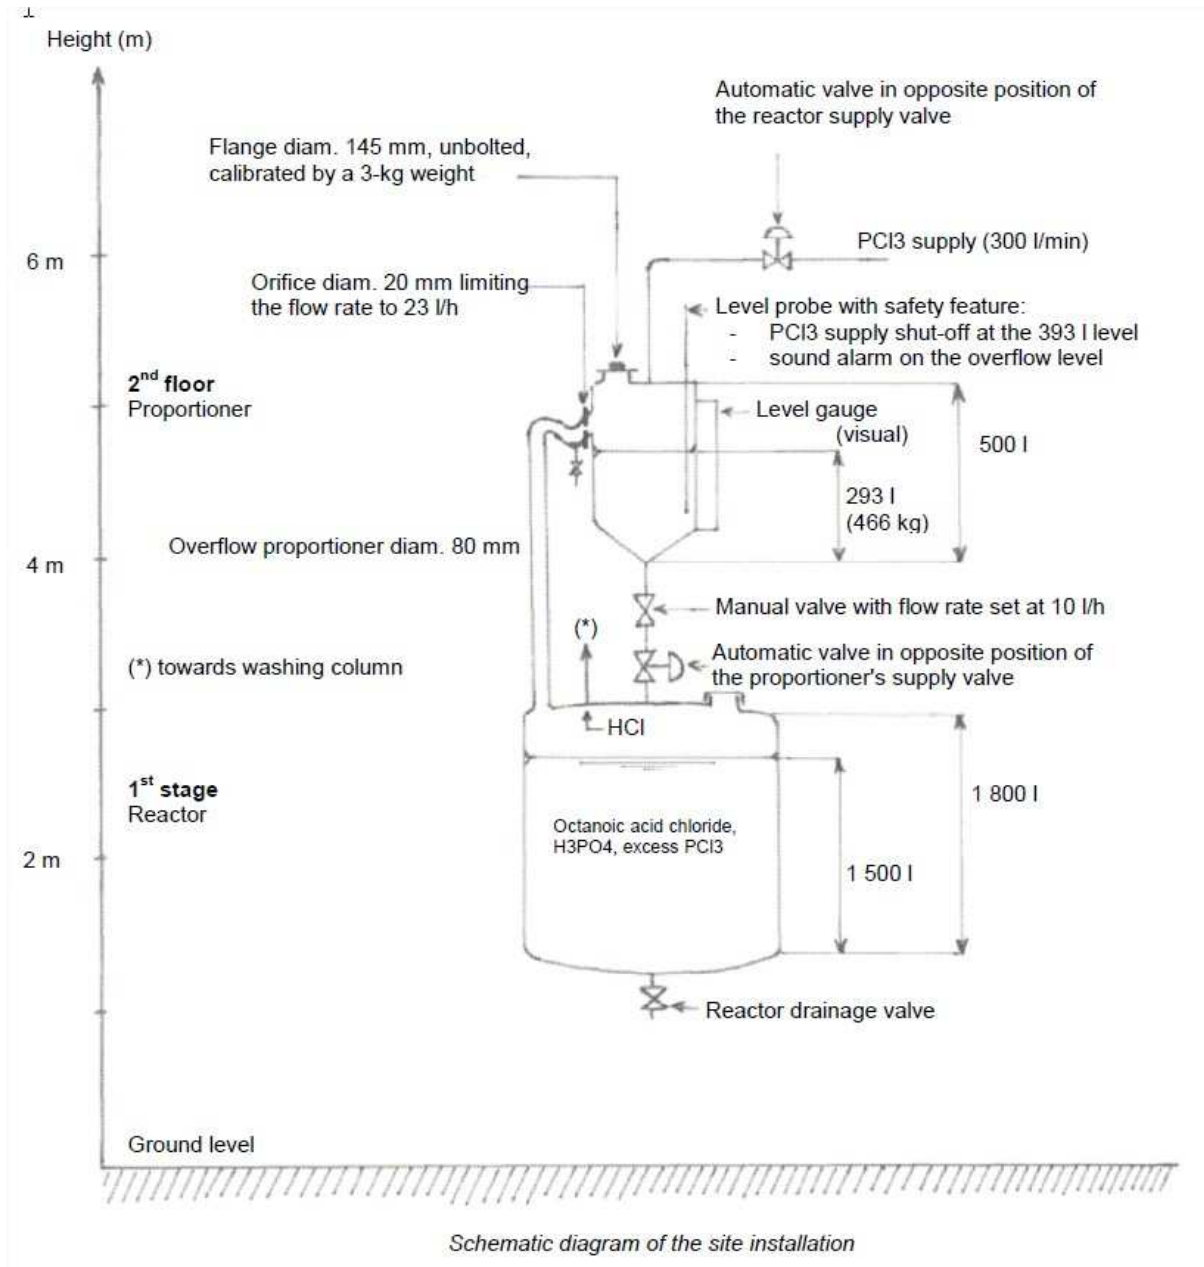 Height (m)
Automatic valve in opposite position of
the reactor supply valve
Flange diam. 145 mm, unbolted,
calibrated by a 3-kg weight
PCl3 supply (300 l/min)
6 m
Orifice diam. 20 mm limiting
the flow rate to 23 l/h
Level probe with safety feature:
- PCl3 supply shut-off at the 393 l level
- sound alarm on the overflow level
2nd floor
Proportioner
Level gauge
(visual)
500 l
293 l
(466 kg)
Overflow proportioner diam. 80 mm
4 m
Manual valve with flow rate set at 10 l/h
(*)
Automatic valve in opposite position of
the proportioner's supply valve
(*) towards washing column
HCl
1st stage
Reactor
1 800 l
Octanoic acid chloride,
H3PO4, excess PCl3
2 m
1 500 l
Reactor drainage valve
Ground level
Schematic diagram of the site installation